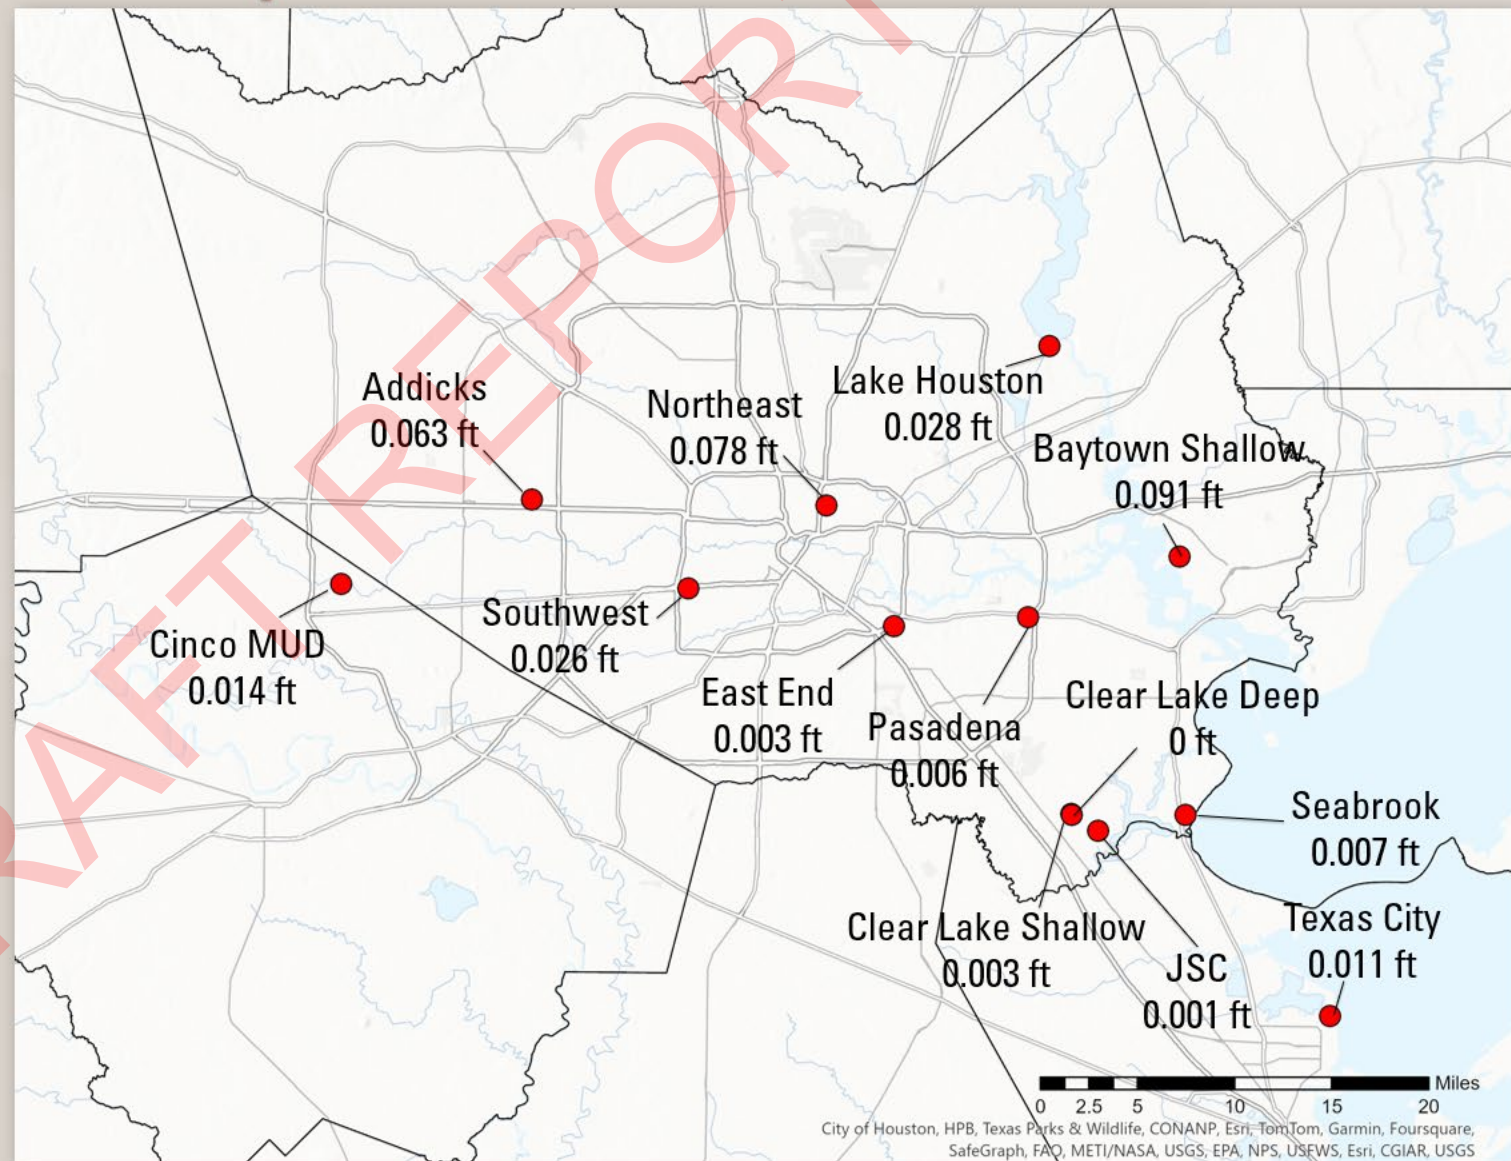 DRAFT REPORT
Addicks
0.063 ft
Northeast
0.078 ft
Lake Houston
0.028 ft
Baytown Shallow
0.091 ft
Cinco MUD
0.014 ft
Southwest
0.026 ft
East End
0.003 ft
Pasadena
0.006 ft
Clear Lake Deep
0 ft
Seabrook
0.007 ft
Clear Lake Shallow
0.003 ft
JSC
0.001 ft
Texas City
0.011 ft
Miles
0 2.5 5 10 15 20
City of Houston, HPB, Texas Parks & Wildlife, CONANP, Esri, TomTom, Garmin, Foursquare,
SafeGraph, FAO, METI/NASA, USGS, EPA, NPS, USFWS, Esri, CGIAR, USGS